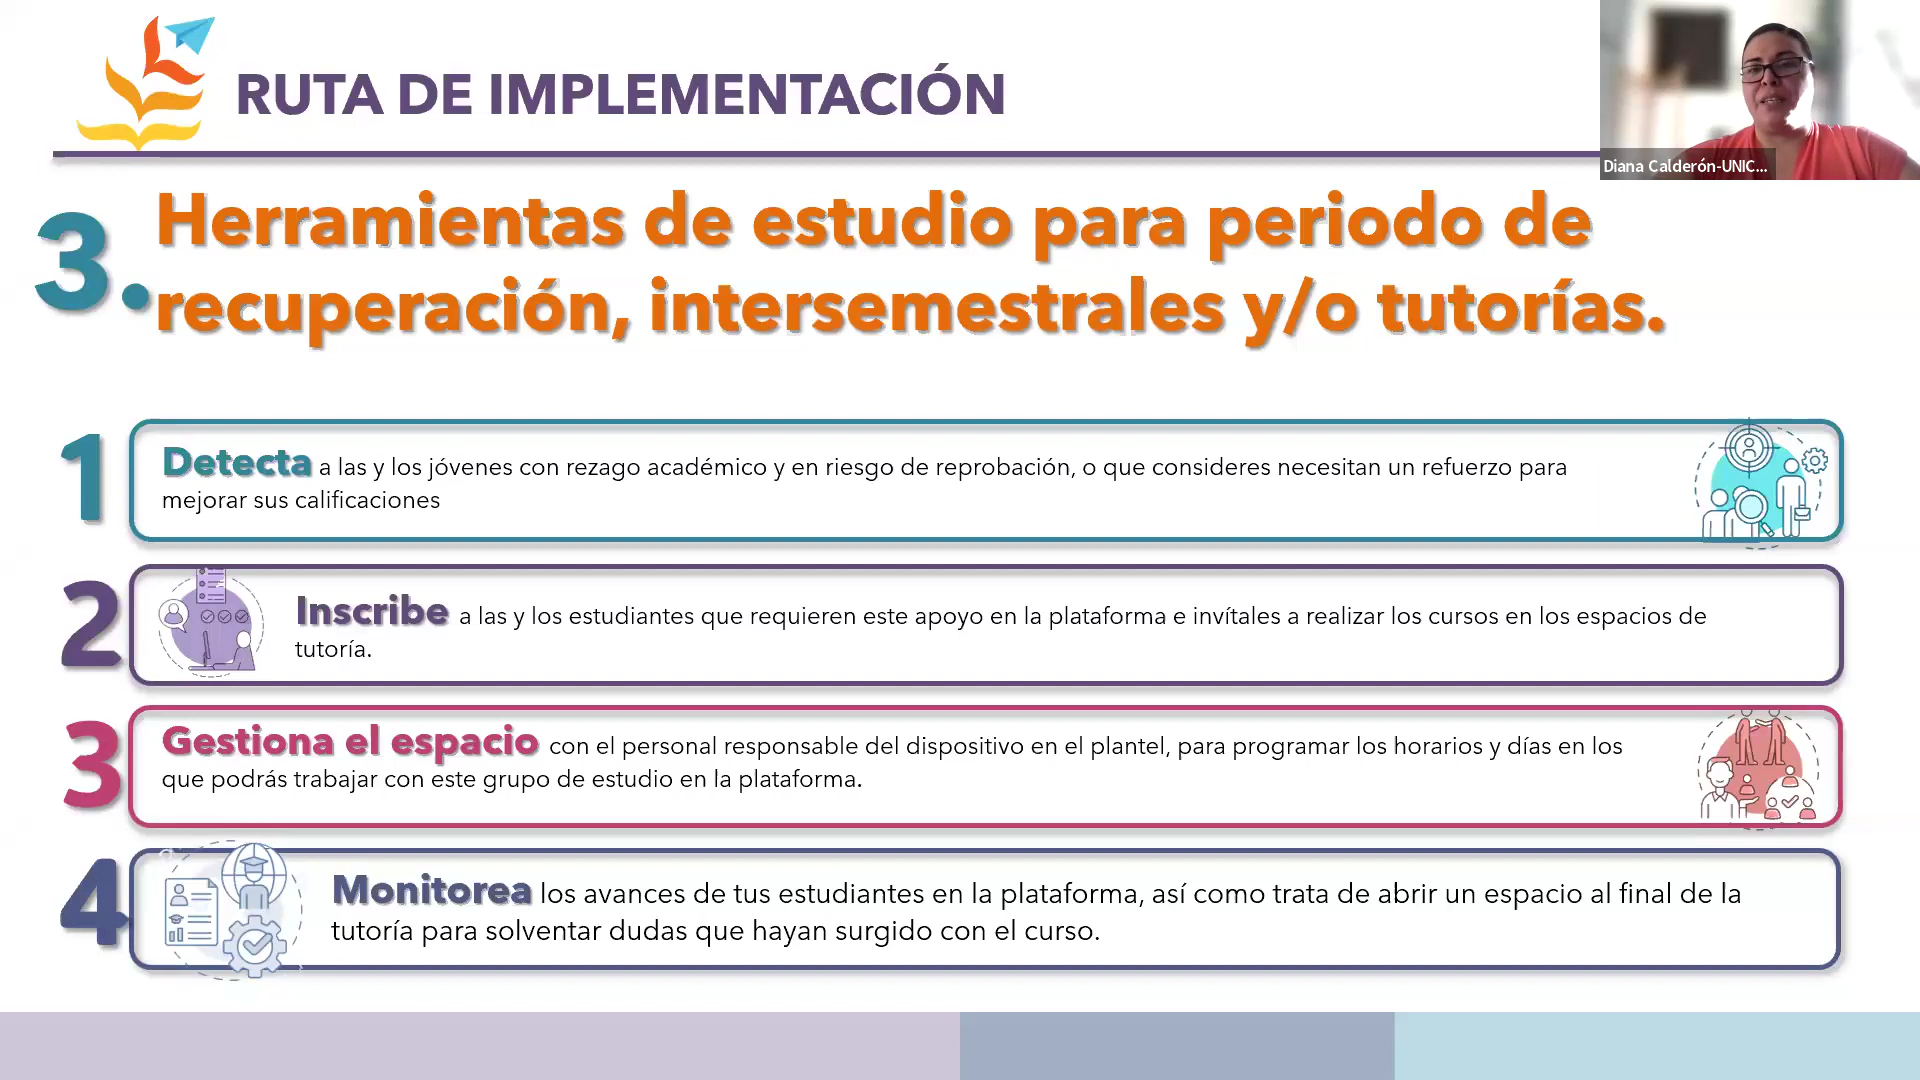 RUTA DE IMPLEMENTACIÓN
Diana Calderón-UNIC...
3. Herramientas de estudio para periodo de
recuperación, intersemestrales y/o tutorías.
1 Detecta a las y los jóvenes con rezago académico y en riesgo de reprobación, o que consideres necesitan un refuerzo para
mejorar sus calificaciones
2 Inscribe a las y los estudiantes que requieren este apoyo en la plataforma e invítales a realizar los cursos en los espacios de
tutoría.
3 Gestiona el espacio con el personal responsable del dispositivo en el plantel, para programar los horarios y días en los
que podrás trabajar con este grupo de estudio en la plataforma.
4 Monitorea los avances de tus estudiantes en la plataforma, así como trata de abrir un espacio al final de la
tutoría para solventar dudas que hayan surgido con el curso.